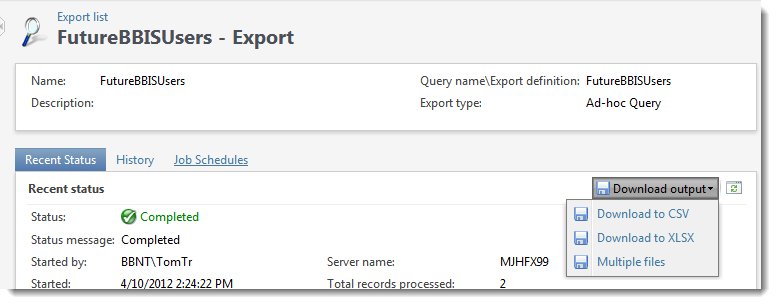 Export list
FutureBBISUsers - Export
Name: FutureBBISUsers Query name\Export definition: FutureBBISUsers
Description: Export type: Ad-hoc Query
Recent Status History Job Schedules
Recent status Download output
Status: Completed Download to CSV
Status message: Completed Download to XLSX
Started by: BBNT\TomTr Server name: MJHFX99 Multiple files
Started: 4/10/2012 2:24:22 PM Total records processed: 2